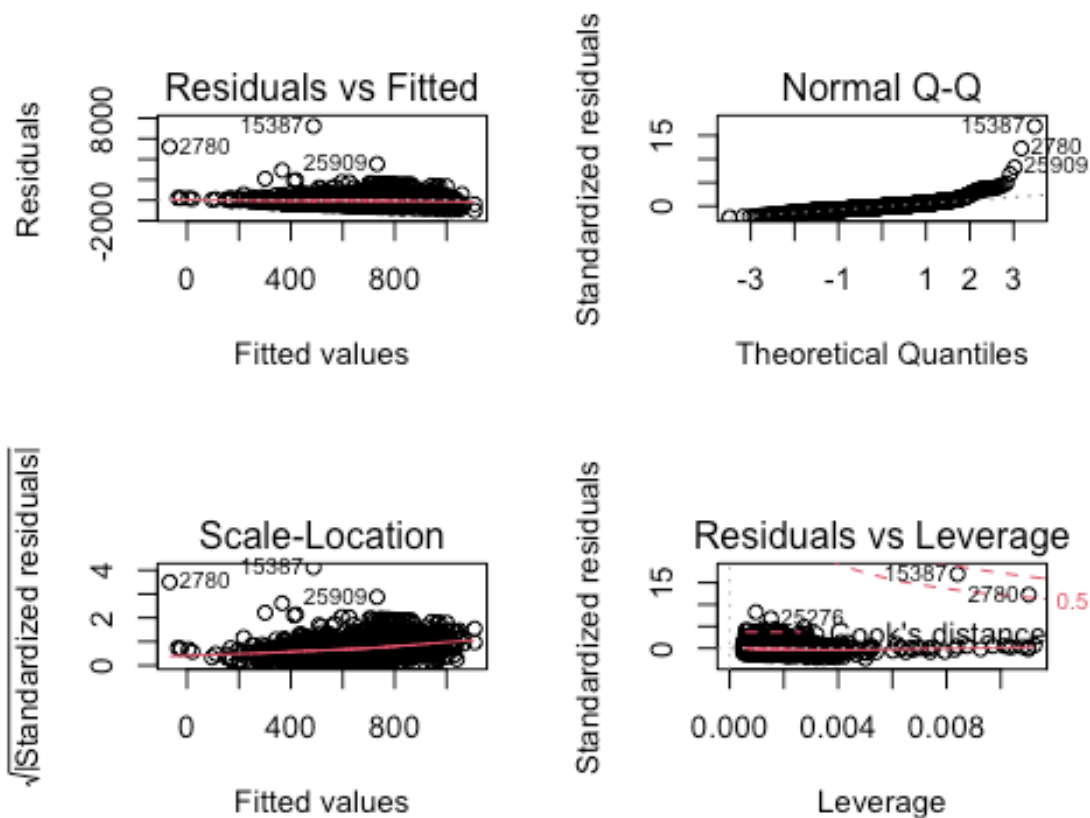 Residuals vs Fitted
Residuals
8000
-2000
15387
2780
25909
0 400 800
Fitted values
Normal Q-Q
Standardized residuals
15
0
15387
2780
25909
-3 -1 1 2 3
Theoretical Quantiles
Scale-Location
√|Standardized residuals|
4
2
0
15387
2780
25909
0 400 800
Fitted values
Residuals vs Leverage
Standardized residuals
15
0
15387
2780
0.5
25276
ook's distance
0.000 0.004 0.008
Leverage